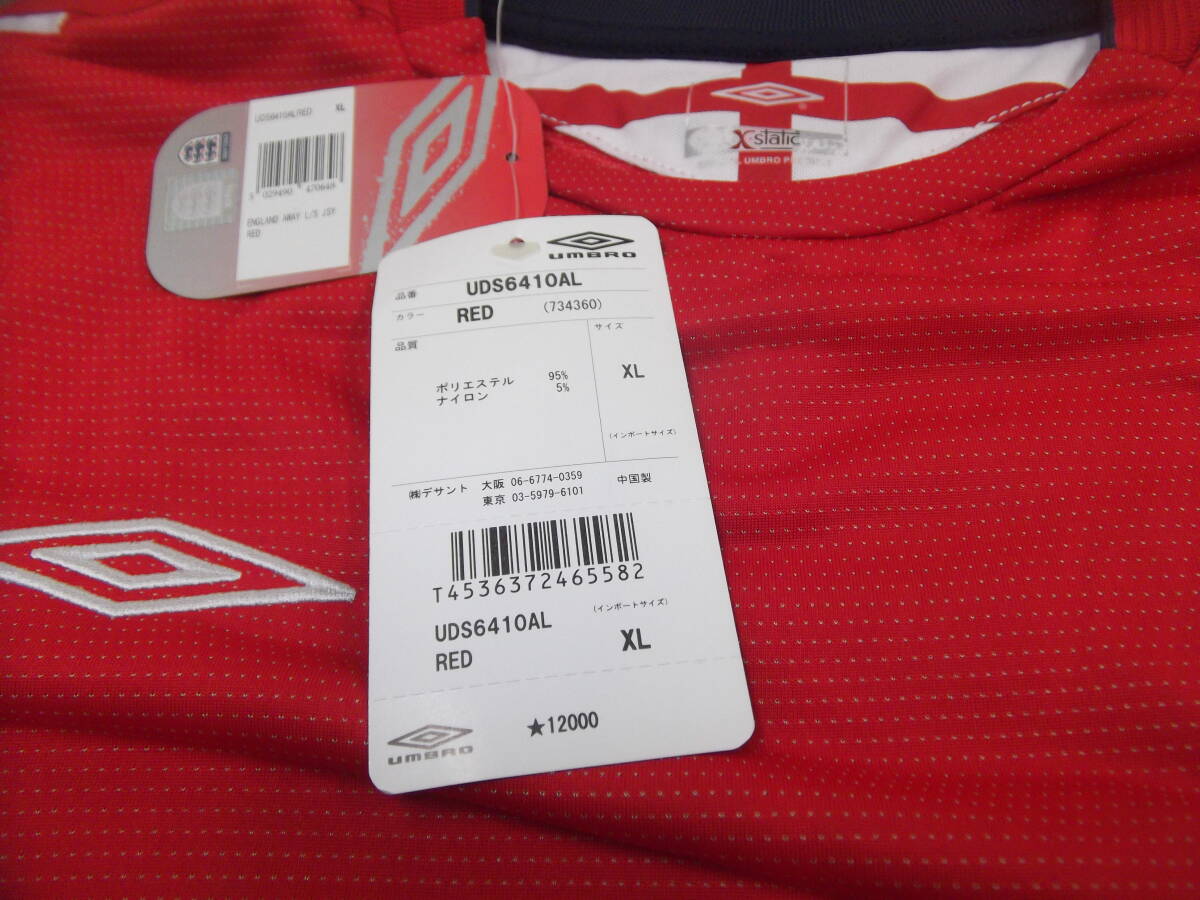 UDS6410ALRED XL
5 029490 470648
ENGLAND AWAY L/S JSY
RED
X-static
UMBRO
UMBRO
品番 UDS6410AL
カラー RED (734360)
品質
サイズ
ポリエステル 95%
ナイロン 5%
XL
(インポートサイズ)
㈱デサント 大阪 06-6774-0359
東京 03-5979-6101
中国製
T4536372465582
UDS6410AL
RED
(インポートサイズ)
XL
★12000
UMBRO